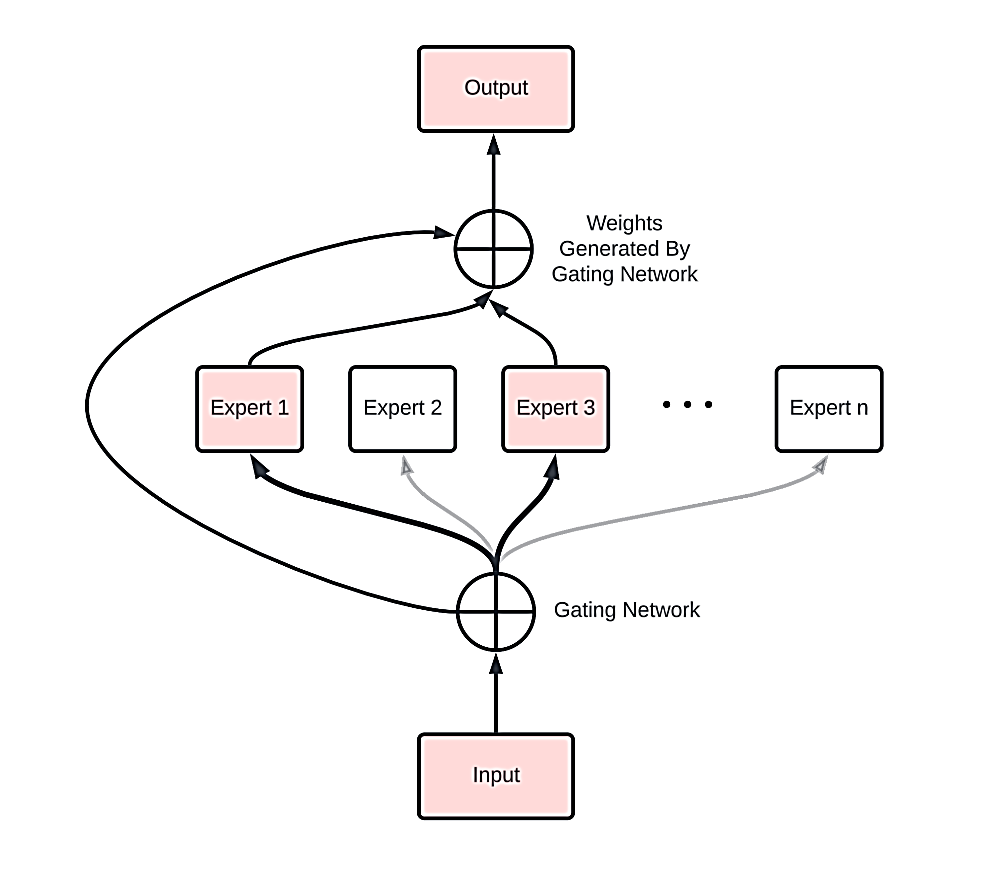 Output
Weights
Generated By
Gating Network
Expert 1
Expert 2
Expert 3
• • •
Expert n
Gating Network
Input